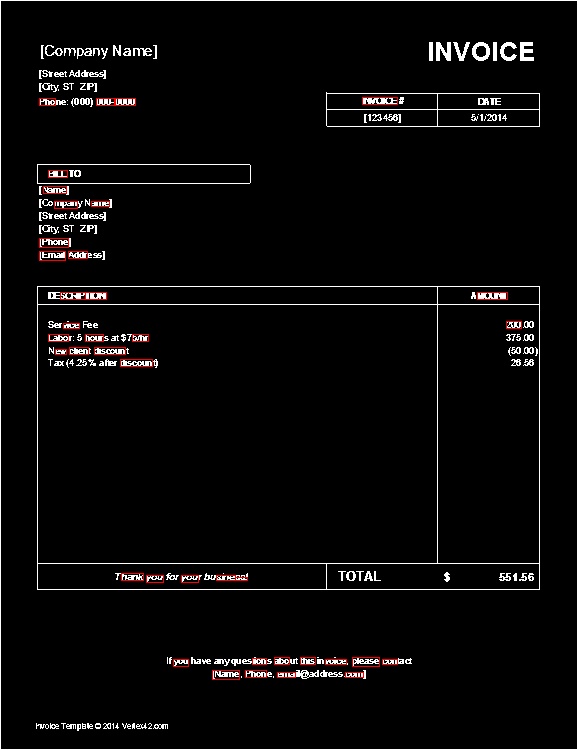 [Company Name]
INVOICE
[Street Address]
[City, ST  ZIP]
Phone: (000) 000-0000
INVOICE #
DATE
[123456]
5/1/2014
BILL TO
[Name]
[Company Name]
[Street Address]
[City, ST  ZIP]
[Phone]
[Email Address]
DESCRIPTION
AMOUNT
Service Fee 200.00
Labor: 5 hours at $75/hr 375.00
New client discount (50.00)
Tax (4.25% after discount) 26.56
Thank you for your business!
TOTAL $ 551.56
If you have any questions about this invoice, please contact
[Name, Phone, email@address.com]
Invoice Template © 2014 Vertex42.com